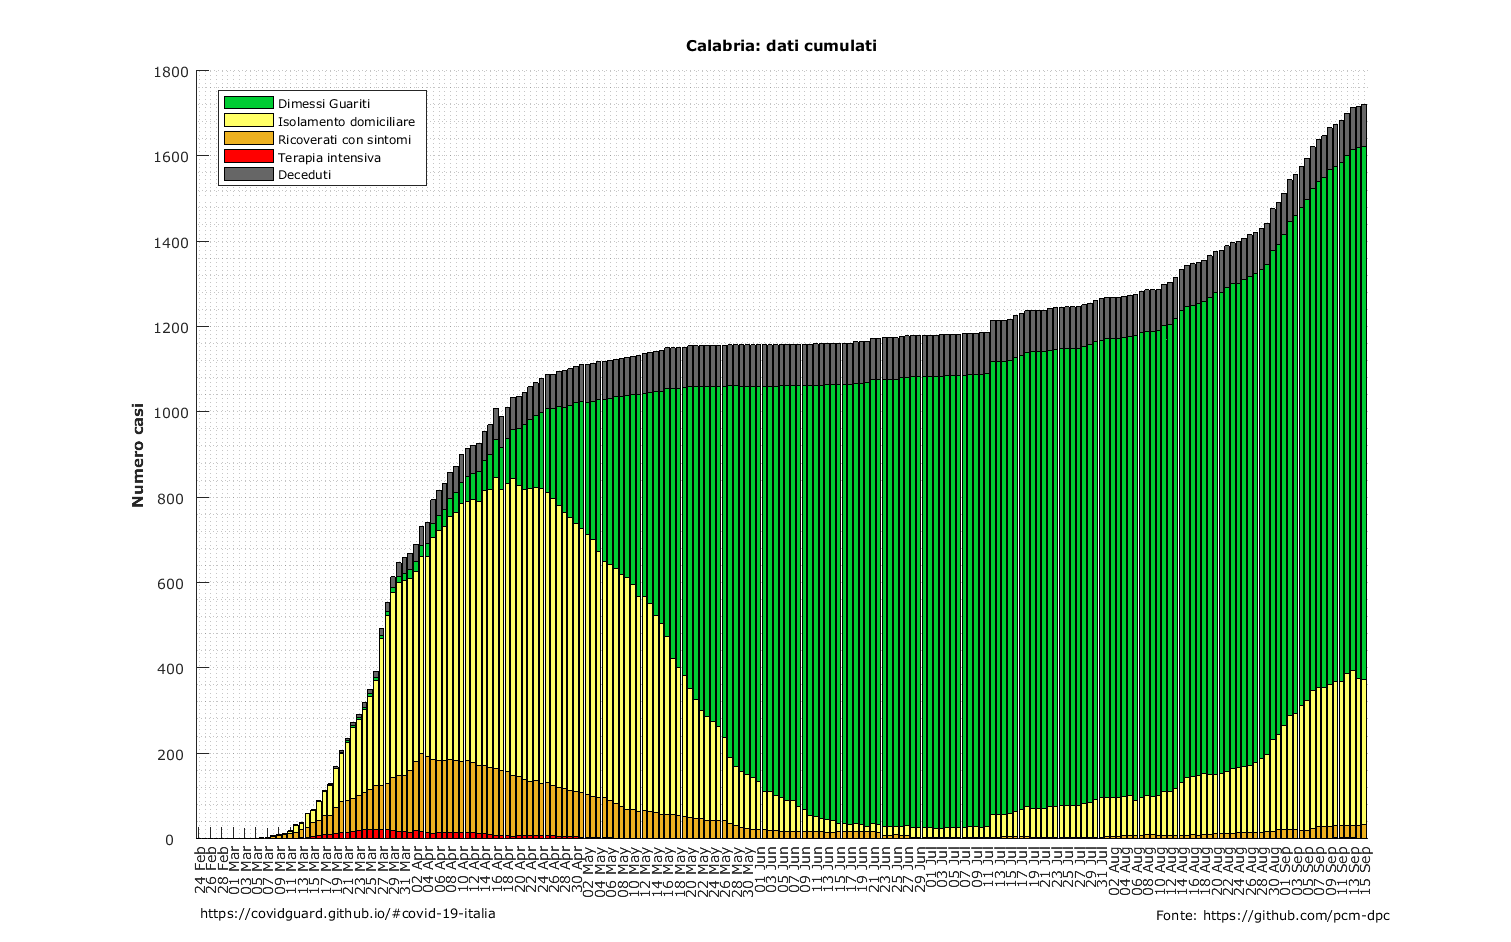 Calabria: dati cumulati
1800
1600
1400
1200
1000
800
600
400
200
0
Numero casi
Dimessi Guariti
Isolamento domiciliare
Ricoverati con sintomi
Terapia intensiva
Deceduti
24 Feb
26 Feb
28 Feb
01 Mar
03 Mar
05 Mar
07 Mar
09 Mar
11 Mar
13 Mar
15 Mar
17 Mar
19 Mar
21 Mar
23 Mar
25 Mar
27 Mar
29 Mar
31 Mar
02 Apr
04 Apr
06 Apr
08 Apr
10 Apr
12 Apr
14 Apr
16 Apr
18 Apr
20 Apr
22 Apr
24 Apr
26 Apr
28 Apr
30 Apr
02 May
04 May
06 May
08 May
10 May
12 May
14 May
16 May
18 May
20 May
22 May
24 May
26 May
28 May
30 May
01 Jun
03 Jun
05 Jun
07 Jun
09 Jun
11 Jun
13 Jun
15 Jun
17 Jun
19 Jun
21 Jun
23 Jun
25 Jun
27 Jun
29 Jun
01 Jul
03 Jul
05 Jul
07 Jul
09 Jul
11 Jul
13 Jul
15 Jul
17 Jul
19 Jul
21 Jul
23 Jul
25 Jul
27 Jul
29 Jul
31 Jul
02 Aug
04 Aug
06 Aug
08 Aug
10 Aug
12 Aug
14 Aug
16 Aug
18 Aug
20 Aug
22 Aug
24 Aug
26 Aug
28 Aug
30 Aug
01 Sep
03 Sep
05 Sep
07 Sep
09 Sep
11 Sep
13 Sep
15 Sep
https://covidguard.github.io/#covid-19-italia
Fonte: https://github.com/pcm-dpc